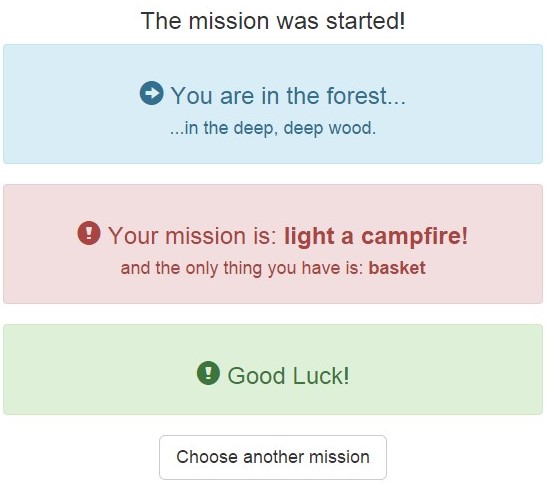 The mission was started!
You are in the forest...
...in the deep, deep wood.
Your mission is: light a campfire!
and the only thing you have is: basket
Good Luck!
Choose another mission